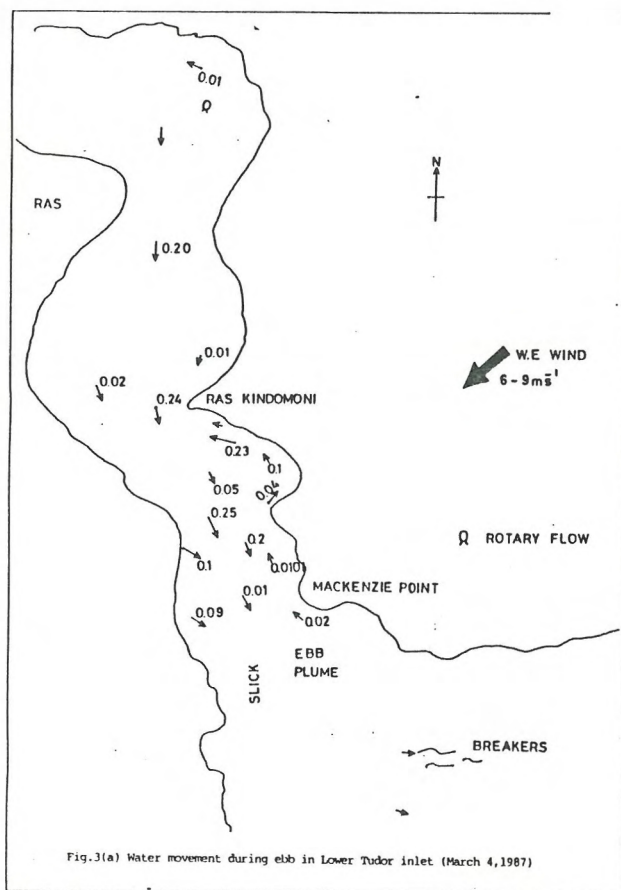 0.01
RAS
N
0.20
W.E WIND
6-9ms̄¹
0.01
0.02
0.24
RAS KINDOMONI
0.23
0.1
0.05
0.04
0.25
0.2
ROTARY FLOW
0.1
0.0101
MACKENZIE POINT
0.01
0.09
0.02
EBB
PLUME
SLICK
BREAKERS
Fig.3(a) Water movement during ebb in Lower Tudor inlet (March 4,1987)